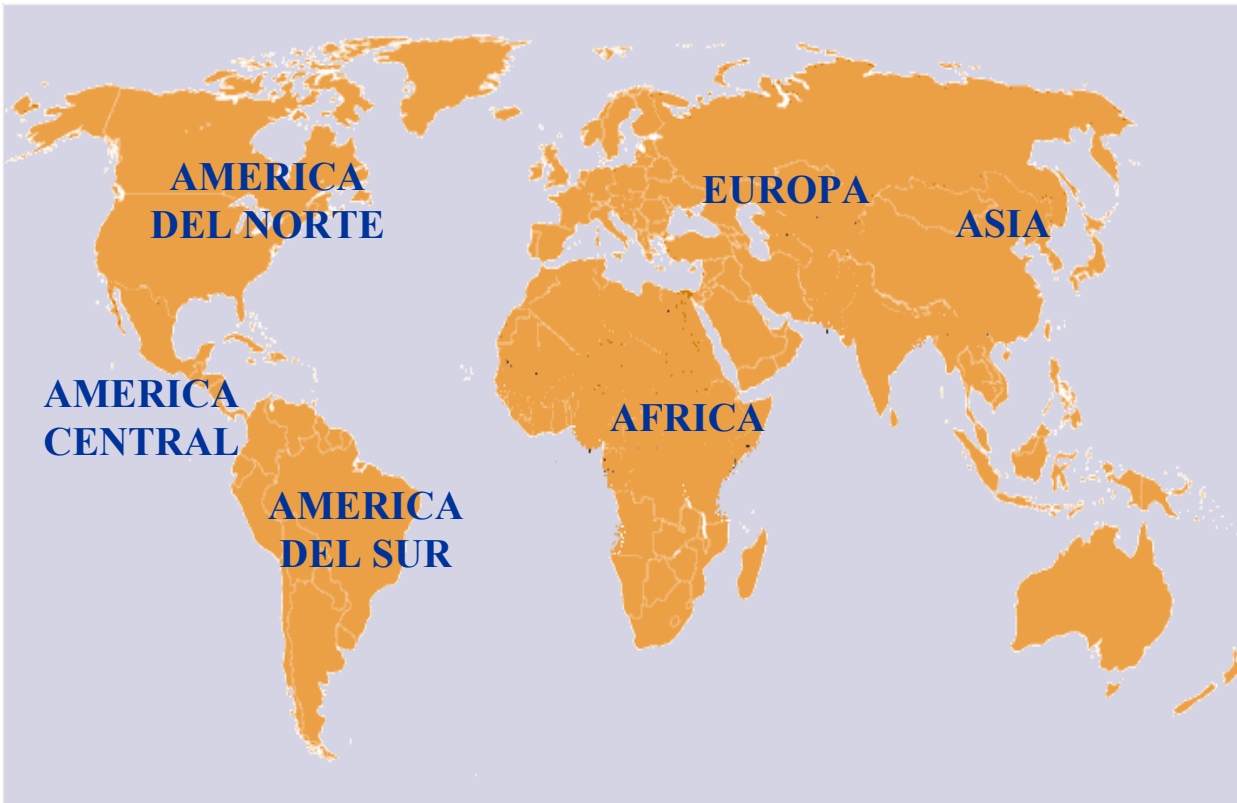 AMERICA
DEL NORTE
EUROPA
ASIA
AMERICA
CENTRAL
AFRICA
AMERICA
DEL SUR